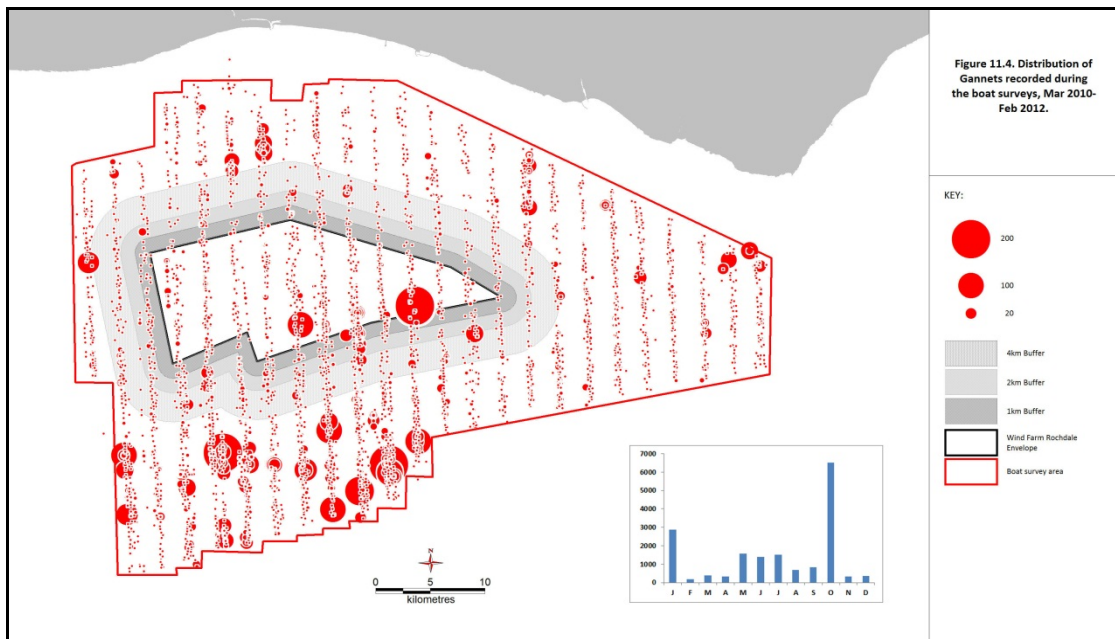 Figure 11.4. Distribution of
Gannets recorded during
the boat surveys, Mar 2010-
Feb 2012.
KEY:
200
100
20
4km Buffer
2km Buffer
1km Buffer
Wind Farm Rochdale
Envelope
Boat survey area
N
0 5 10
kilometres
7000
6000
5000
4000
3000
2000
1000
0
J F M A M J J A S O N D